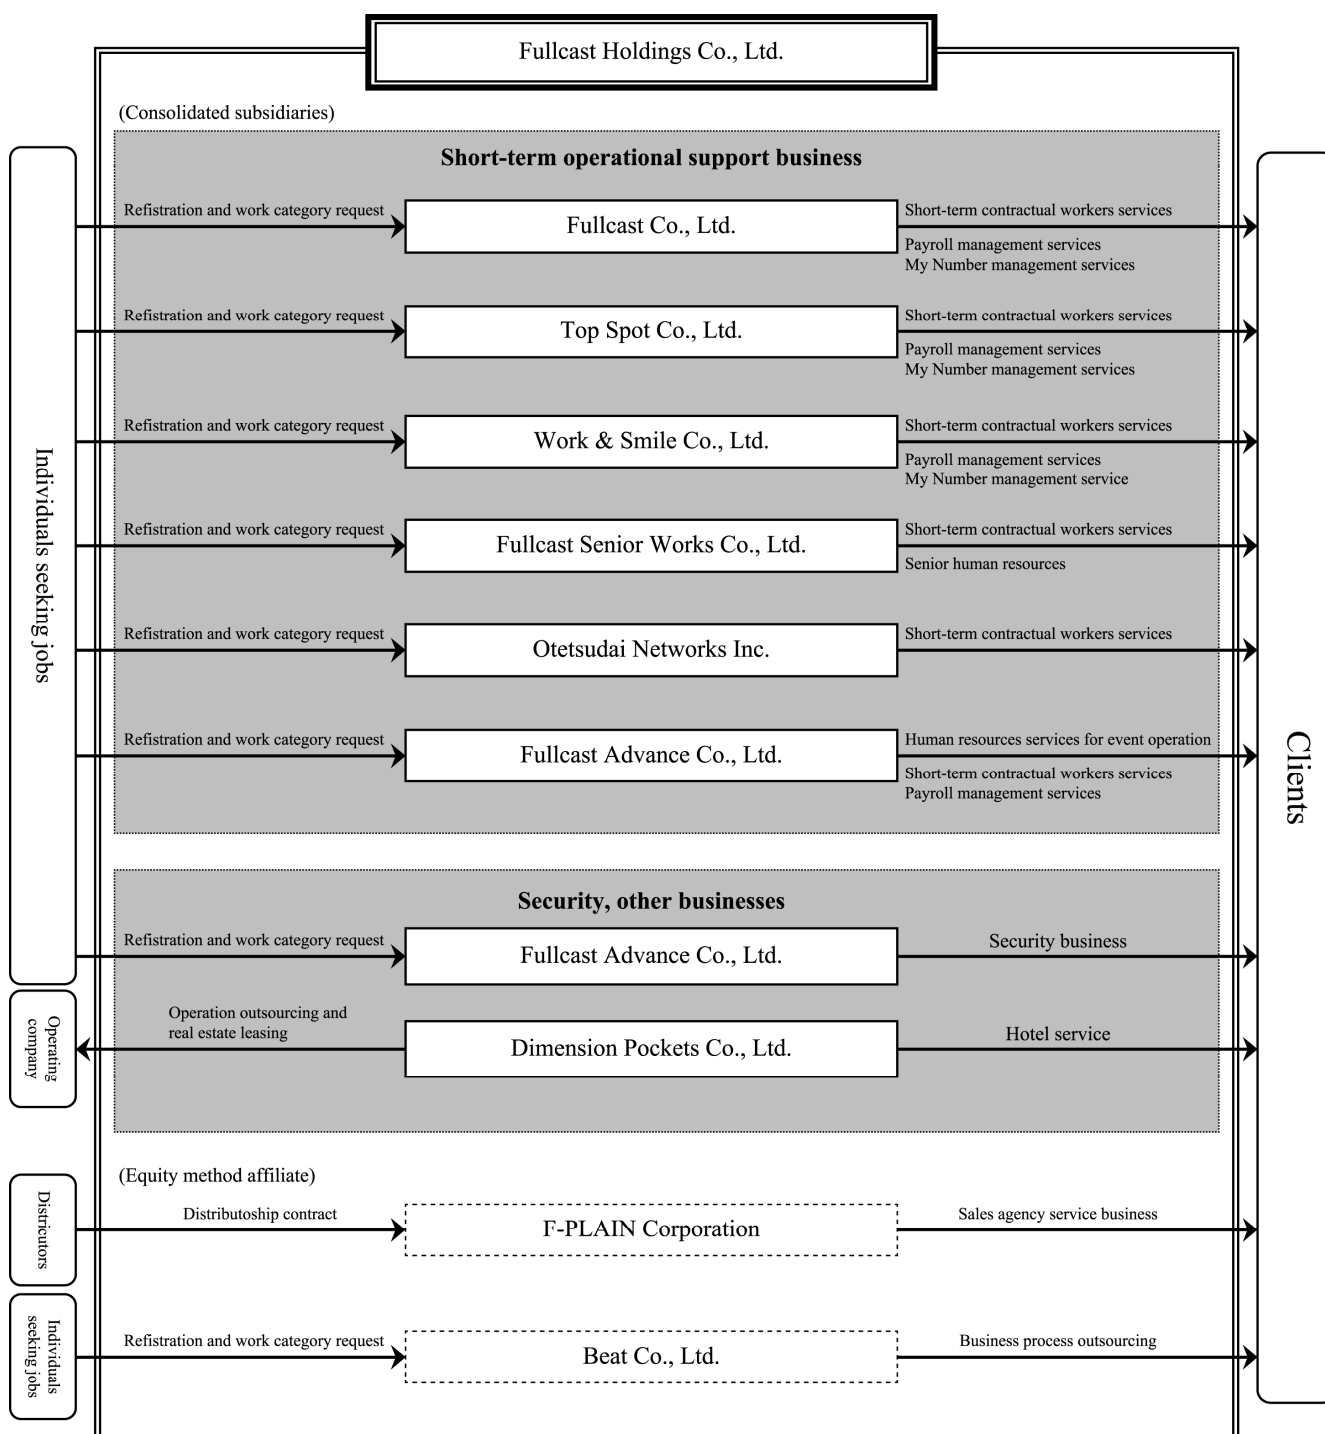 Fullcast Holdings Co., Ltd.
(Consolidated subsidiaries)
Short-term operational support business
Individuals seeking jobs
Refistration and work category request
Fullcast Co., Ltd.
Short-term contractual workers services
Payroll management services
My Number management services
Refistration and work category request
Top Spot Co., Ltd.
Short-term contractual workers services
Payroll management services
My Number management services
Refistration and work category request
Work & Smile Co., Ltd.
Short-term contractual workers services
Payroll management services
My Number management service
Refistration and work category request
Fullcast Senior Works Co., Ltd.
Short-term contractual workers services
Senior human resources
Refistration and work category request
Otetsudai Networks Inc.
Short-term contractual workers services
Refistration and work category request
Fullcast Advance Co., Ltd.
Human resources services for event operation
Short-term contractual workers services
Payroll management services
Clients
Security, other businesses
Refistration and work category request
Fullcast Advance Co., Ltd.
Security business
Operating
company
Operation outsourcing and
real estate leasing
Dimension Pockets Co., Ltd.
Hotel service
(Equity method affiliate)
Districutors
Distributoship contract
F-PLAIN Corporation
Sales agency service business
Individuals
seeking jobs
Refistration and work category request
Beat Co., Ltd.
Business process outsourcing